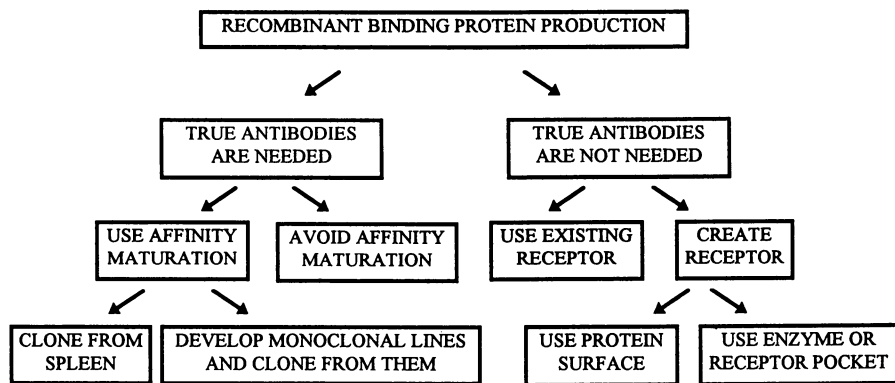 RECOMBINANT BINDING PROTEIN PRODUCTION
TRUE ANTIBODIES
ARE NEEDED
TRUE ANTIBODIES
ARE NOT NEEDED
USE AFFINITY
MATURATION
AVOID AFFINITY
MATURATION
USE EXISTING
RECEPTOR
CREATE
RECEPTOR
CLONE FROM
SPLEEN
DEVELOP MONOCLONAL LINES
AND CLONE FROM THEM
USE PROTEIN
SURFACE
USE ENZYME OR
RECEPTOR POCKET